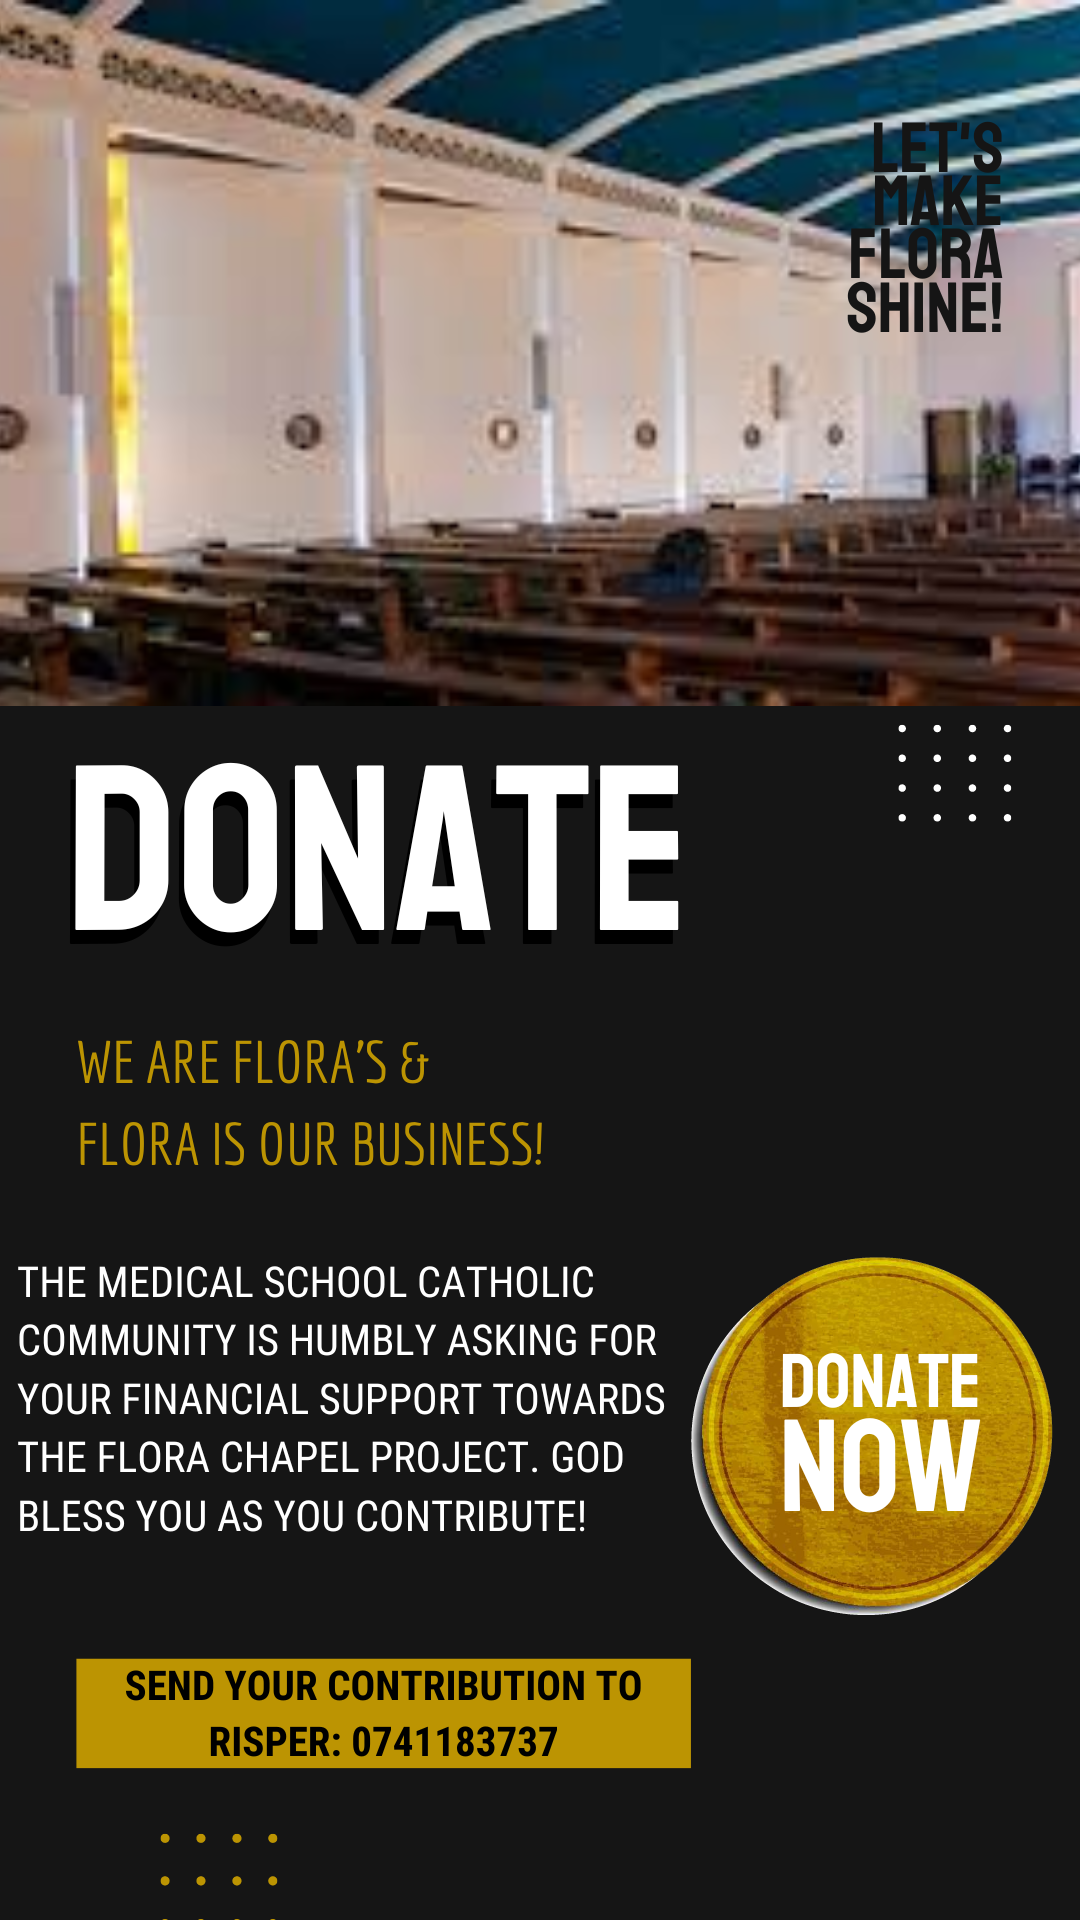 LET'S
MAKE
FLORA
SHINE!
DONATE
WE ARE FLORA'S &
FLORA IS OUR BUSINESS!
THE MEDICAL SCHOOL CATHOLIC
COMMUNITY IS HUMBLY ASKING FOR
YOUR FINANCIAL SUPPORT TOWARDS
THE FLORA CHAPEL PROJECT. GOD
BLESS YOU AS YOU CONTRIBUTE!
DONATE
NOW
SEND YOUR CONTRIBUTION TO
RISPER: 0741183737